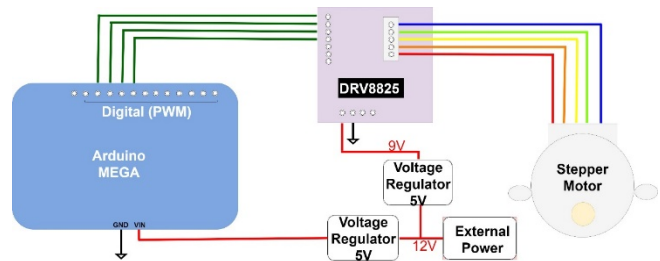 DRV8825
Digital (PWM)
Arduino
MEGA
GND VIN
9V
Voltage
Regulator
5V
Stepper
Motor
Voltage
Regulator
5V
12V
External
Power